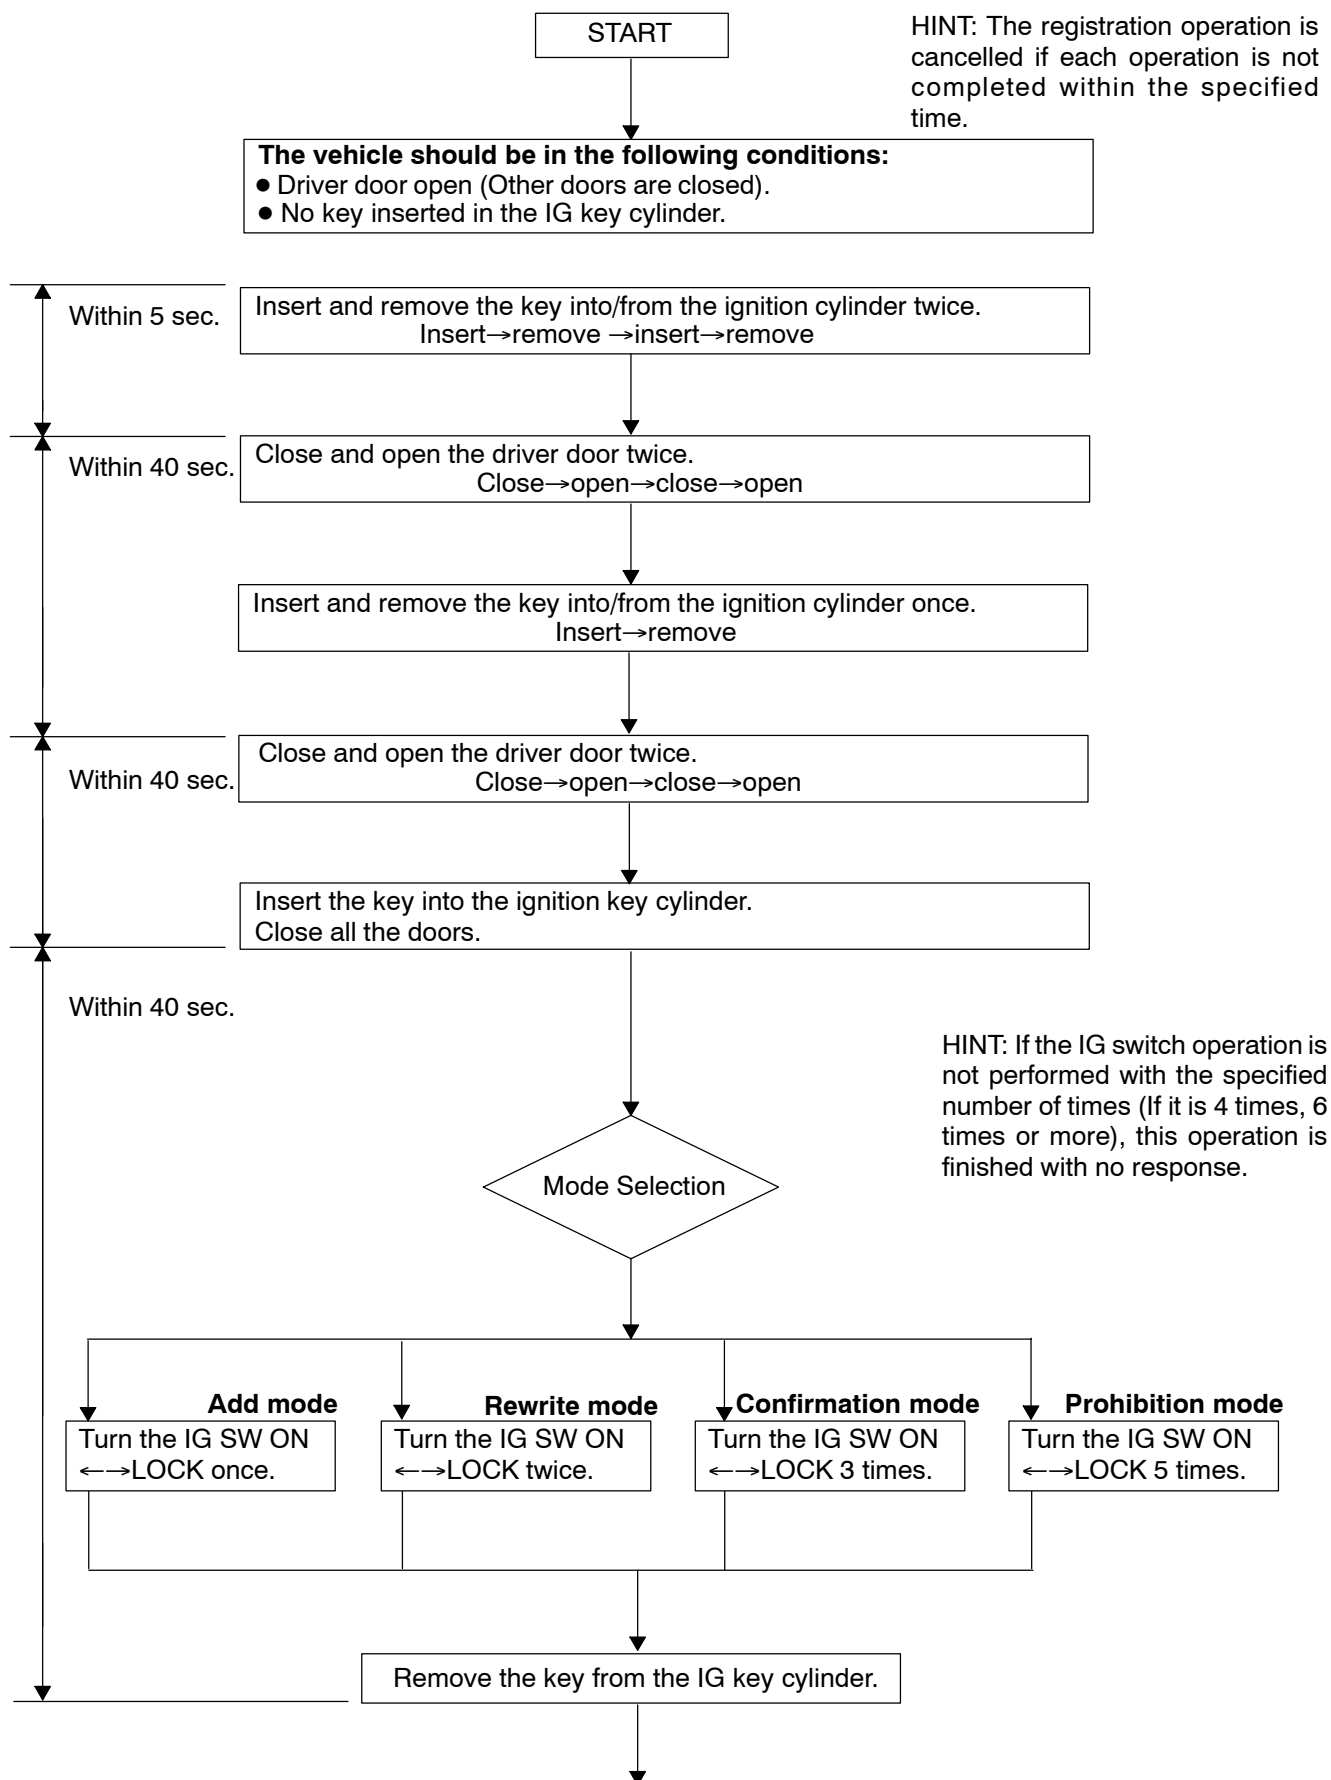 START
HINT: The registration operation is
cancelled if each operation is not
completed within the specified
time.
The vehicle should be in the following conditions:
● Driver door open (Other doors are closed).
● No key inserted in the IG key cylinder.
Within 5 sec.
Insert and remove the key into/from the ignition cylinder twice.
Insert→remove →insert→remove
Within 40 sec.
Close and open the driver door twice.
Close→open→close→open
Insert and remove the key into/from the ignition cylinder once.
Insert→remove
Within 40 sec.
Close and open the driver door twice.
Close→open→close→open
Insert the key into the ignition key cylinder.
Close all the doors.
Within 40 sec.
HINT: If the IG switch operation is
not performed with the specified
number of times (If it is 4 times, 6
times or more), this operation is
finished with no response.
Mode Selection
Add mode
Turn the IG SW ON
←→LOCK once.
Rewrite mode
Turn the IG SW ON
←→LOCK twice.
Confirmation mode
Turn the IG SW ON
←→LOCK 3 times.
Prohibition mode
Turn the IG SW ON
←→LOCK 5 times.
Remove the key from the IG key cylinder.